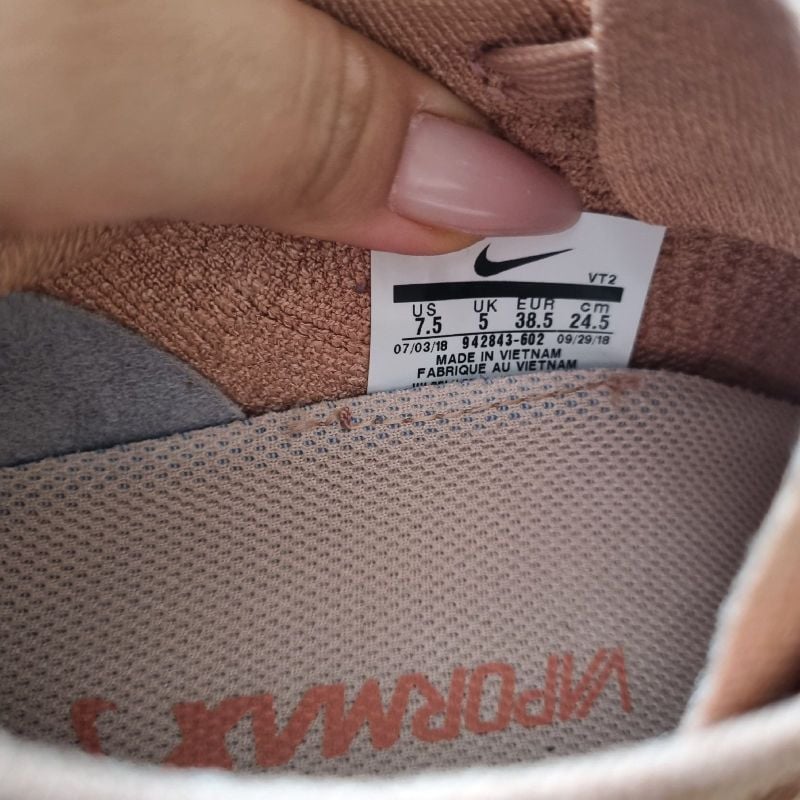 VT2
US UK EUR cm
7.5 5 38.5 24.5
07/03/18 942843-602 09/29/18
MADE IN VIETNAM
FABRIQUE AU VIETNAM
VAPORMAX